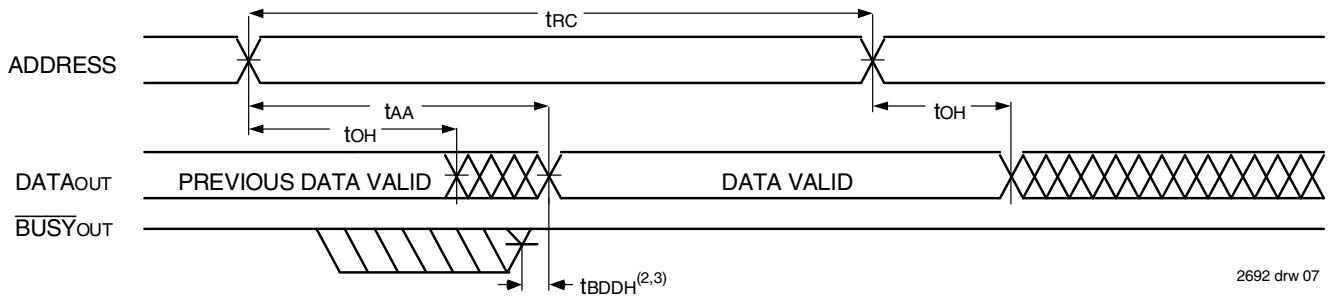 tRC
ADDRESS
tAA
tOH
tOH
DATAOUT
PREVIOUS DATA VALID
DATA VALID
BUSYOUT
tBDDH(2,3)
2692 drw 07